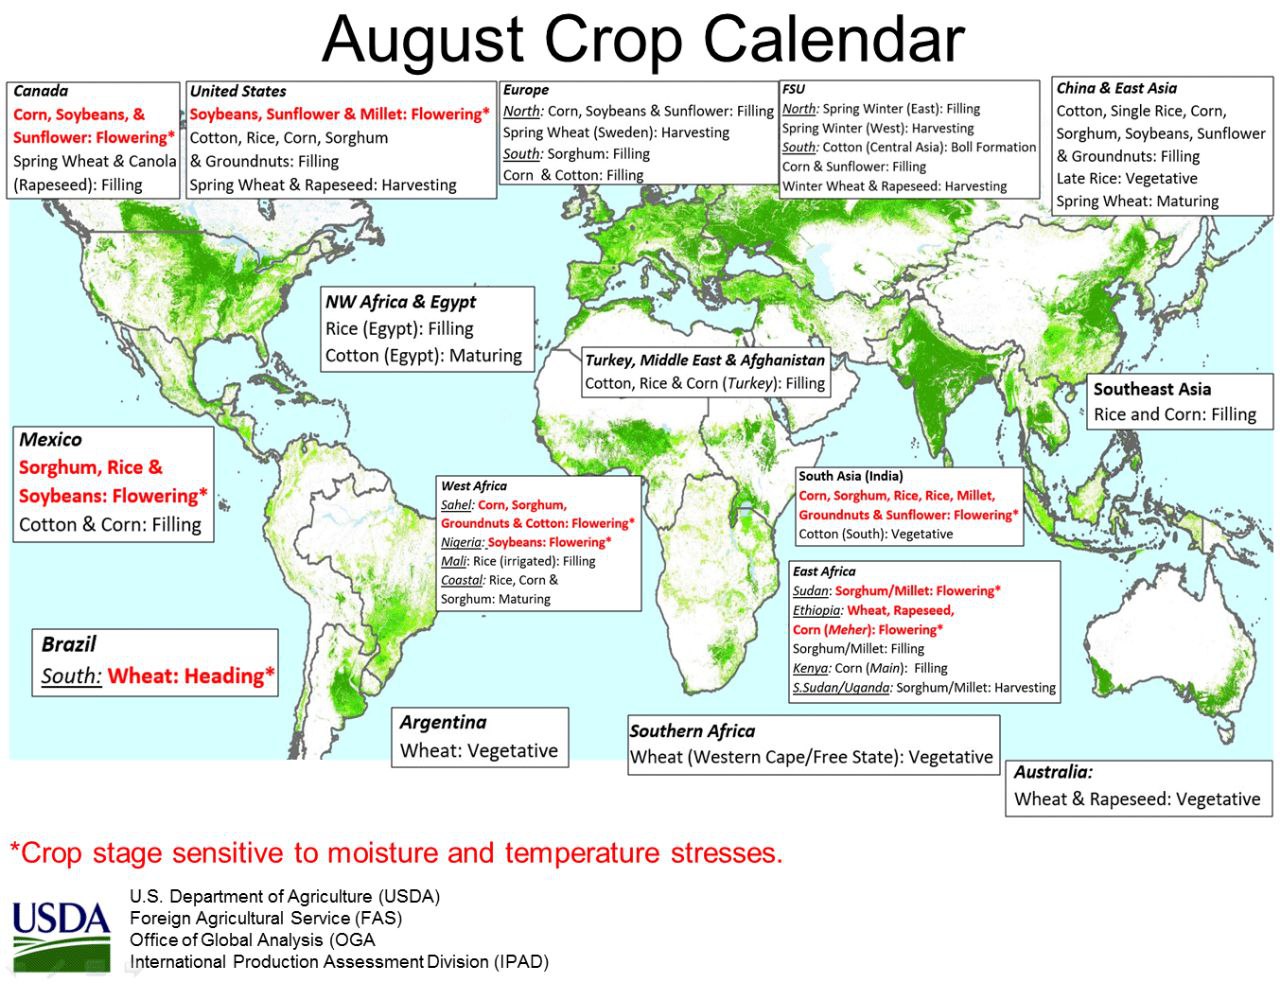 August Crop Calendar
Canada
Corn, Soybeans, &
Sunflower: Flowering*
Spring Wheat & Canola
(Rapeseed): Filling
United States
Soybeans, Sunflower & Millet: Flowering*
Cotton, Rice, Corn, Sorghum
& Groundnuts: Filling
Spring Wheat & Rapeseed: Harvesting
Europe
North: Corn, Soybeans & Sunflower: Filling
Spring Wheat (Sweden): Harvesting
South: Sorghum: Filling
Corn & Cotton: Filling
FSU
North: Spring Winter (East): Filling
Spring Winter (West): Harvesting
South: Cotton (Central Asia): Boll Formation
Corn & Sunflower: Filling
Winter Wheat & Rapeseed: Harvesting
China & East Asia
Cotton, Single Rice, Corn,
Sorghum, Soybeans, Sunflower
& Groundnuts: Filling
Late Rice: Vegetative
Spring Wheat: Maturing
NW Africa & Egypt
Rice (Egypt): Filling
Cotton (Egypt): Maturing
Turkey, Middle East & Afghanistan
Cotton, Rice & Corn (Turkey): Filling
Southeast Asia
Rice and Corn: Filling
Mexico
Sorghum, Rice &
Soybeans: Flowering*
Cotton & Corn: Filling
West Africa
Sahel: Corn, Sorghum,
Groundnuts & Cotton: Flowering*
Nigeria: Soybeans: Flowering*
Mali: Rice (irrigated): Filling
Coastal: Rice, Corn &
Sorghum: Maturing
South Asia (India)
Corn, Sorghum, Rice, Rice, Millet,
Groundnuts & Sunflower: Flowering*
Cotton (South): Vegetative
East Africa
Sudan: Sorghum/Millet: Flowering*
Ethiopia: Wheat, Rapeseed,
Corn (Meher): Flowering*
Sorghum/Millet: Filling
Kenya: Corn (Main): Filling
S.Sudan/Uganda: Sorghum/Millet: Harvesting
Brazil
South: Wheat: Heading*
Argentina
Wheat: Vegetative
Southern Africa
Wheat (Western Cape/Free State): Vegetative
Australia:
Wheat & Rapeseed: Vegetative
*Crop stage sensitive to moisture and temperature stresses.
USDA
U.S. Department of Agriculture (USDA)
Foreign Agricultural Service (FAS)
Office of Global Analysis (OGA
International Production Assessment Division (IPAD)